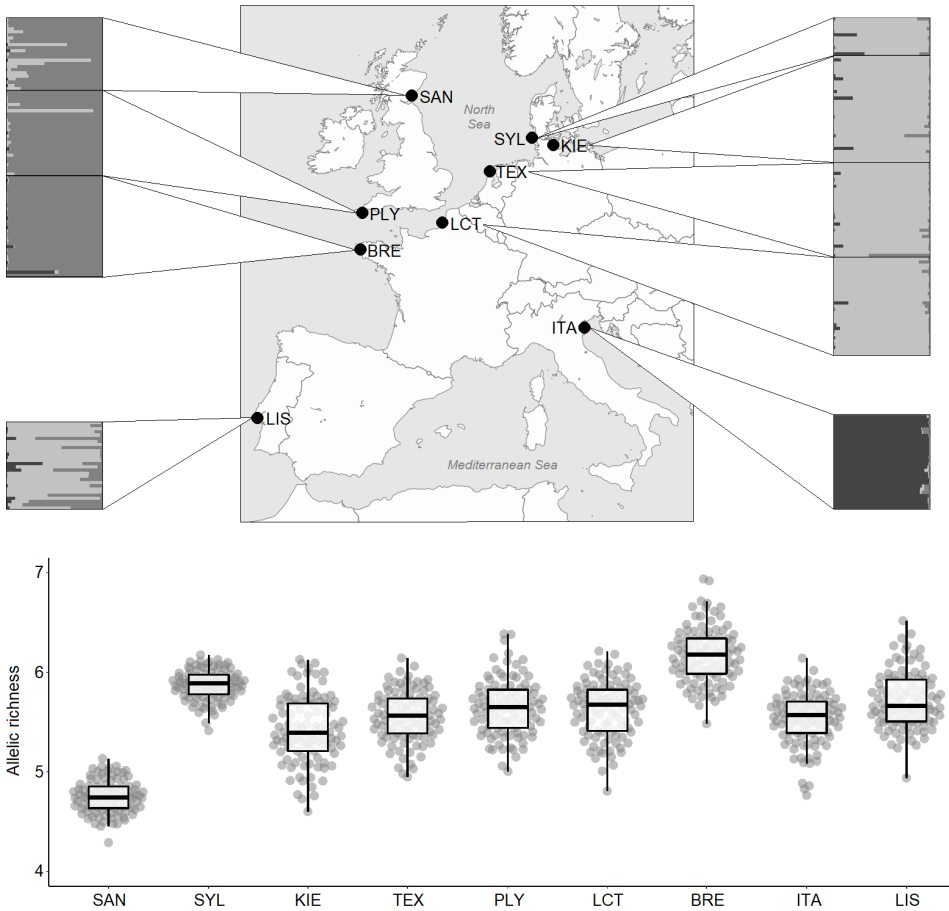 SAN
North
Sea
SYL
KIE
TEX
PLY
LCT
BRE
ITA
LIS
Mediterranean Sea
7
6
5
4
Allelic richness
SAN SYL KIE TEX PLY LCT BRE ITA LIS